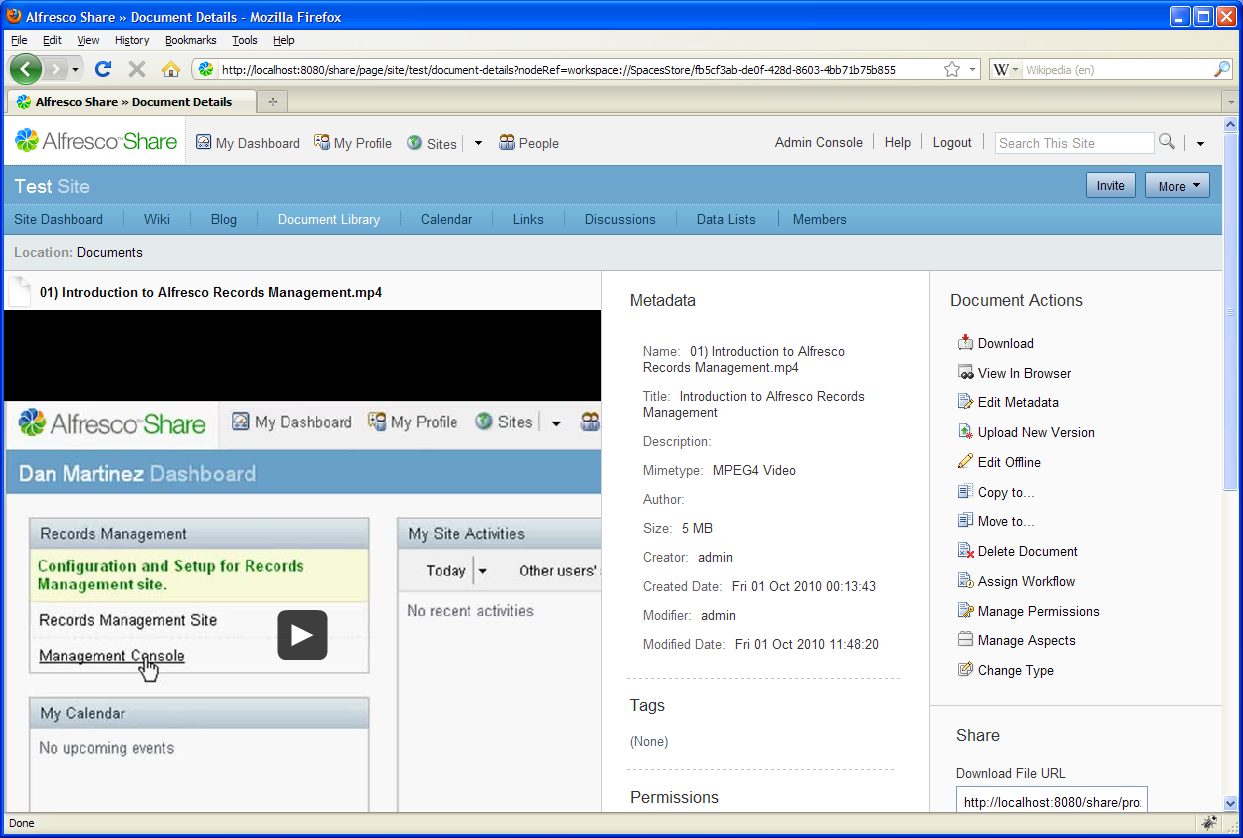 Alfresco Share » Document Details - Mozilla Firefox
File Edit View History Bookmarks Tools Help
http://localhost:8080/share/page/site/test/document-details?nodeRef=workspace://SpacesStore/fb5cf3ab-de0f-428d-8603-4bb71b75b855
W Wikipedia (en)
Alfresco Share » Document Details
Alfresco™Share My Dashboard My Profile Sites People Admin Console Help Logout Search This Site
Test Site Invite More
Site Dashboard Wiki Blog Document Library Calendar Links Discussions Data Lists Members
Location: Documents
01) Introduction to Alfresco Records Management.mp4
Alfresco™Share My Dashboard My Profile Sites
Dan Martinez Dashboard
Records Management
Configuration and Setup for Records
Management site.
Records Management Site
Management Console
My Calendar
No upcoming events
My Site Activities
Today Other users'
No recent activities
Metadata
Name: 01) Introduction to Alfresco
Records Management.mp4
Title: Introduction to Alfresco Records
Management
Description:
Mimetype: MPEG4 Video
Author:
Size: 5 MB
Creator: admin
Created Date: Fri 01 Oct 2010 00:13:43
Modifier: admin
Modified Date: Fri 01 Oct 2010 11:48:20
Tags
(None)
Permissions
Document Actions
Download
View In Browser
Edit Metadata
Upload New Version
Edit Offline
Copy to...
Move to...
Delete Document
Assign Workflow
Manage Permissions
Manage Aspects
Change Type
Share
Download File URL
http://localhost:8080/share/pro
Done